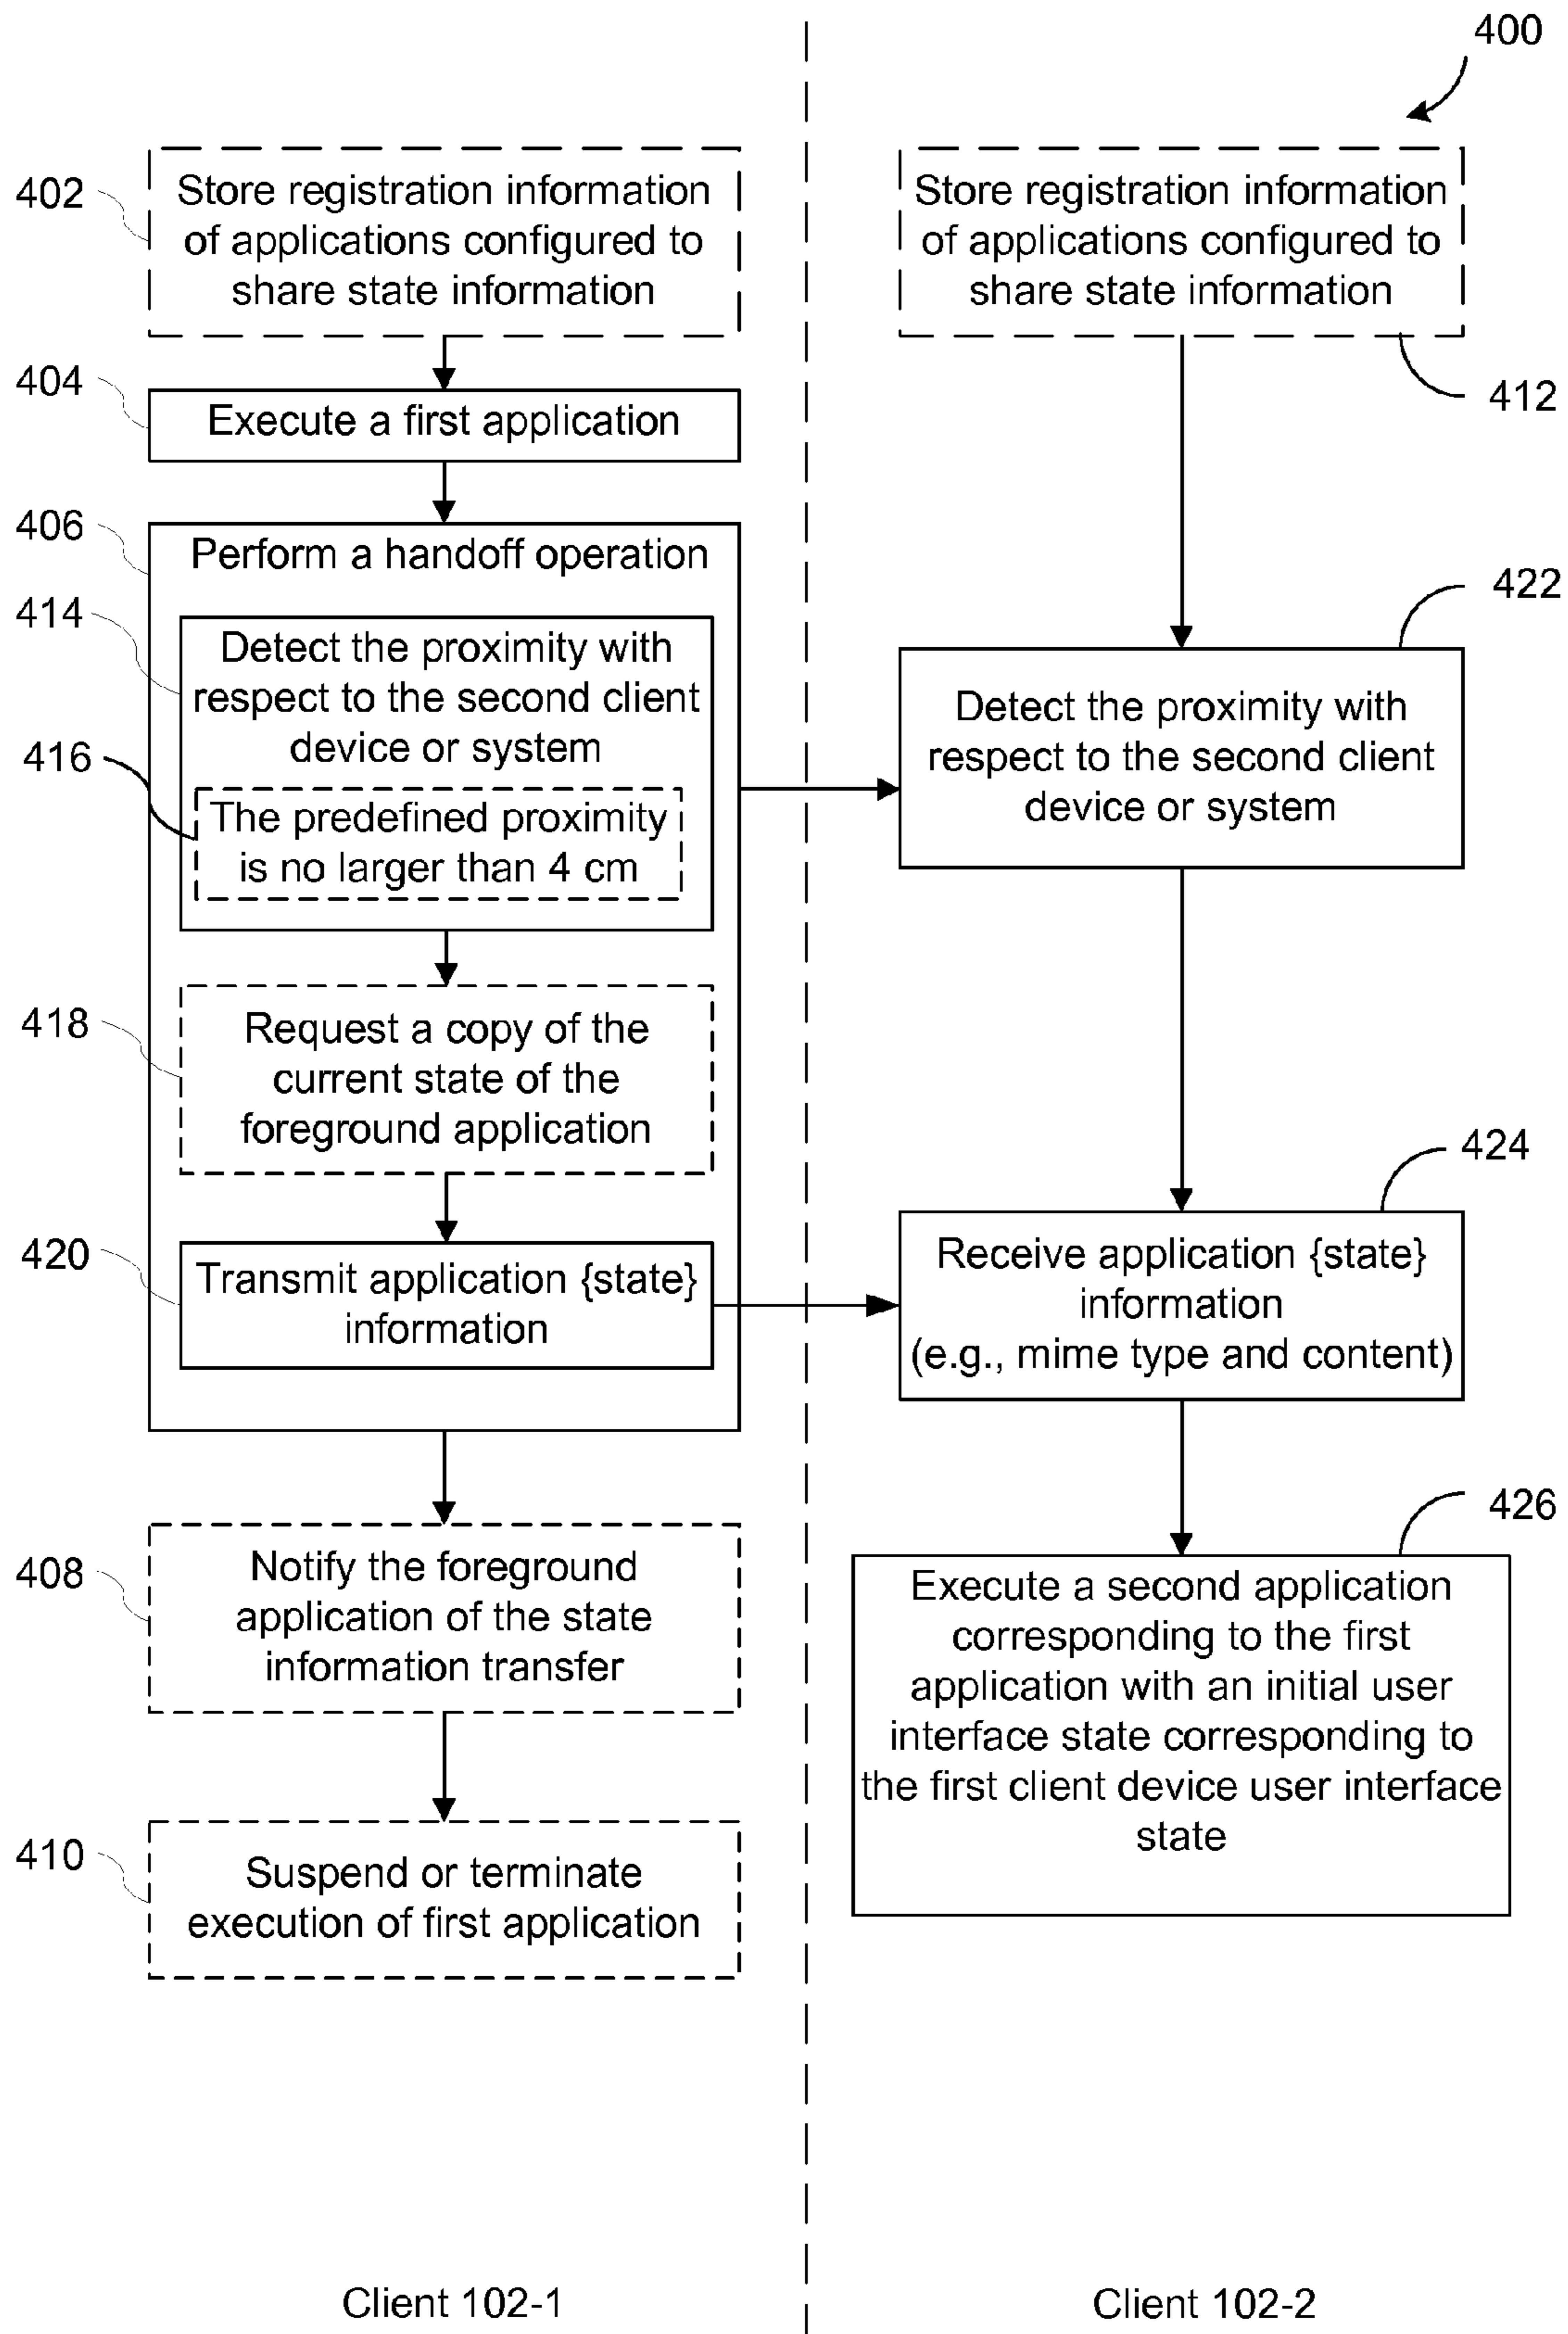 400
402
Store registration information
of applications configured to
share state information
404
Execute a first application
406
Perform a handoff operation
414
Detect the proximity with
respect to the second client
device or system
416
The predefined proximity
is no larger than 4 cm
418
Request a copy of the
current state of the
foreground application
420
Transmit application {state}
information
408
Notify the foreground
application of the state
information transfer
410
Suspend or terminate
execution of first application
Client 102-1
Store registration information
of applications configured to
share state information
412
422
Detect the proximity with
respect to the second client
device or system
424
Receive application {state}
information
(e.g., mime type and content)
426
Execute a second application
corresponding to the first
application with an initial user
interface state corresponding to
the first client device user interface
state
Client 102-2